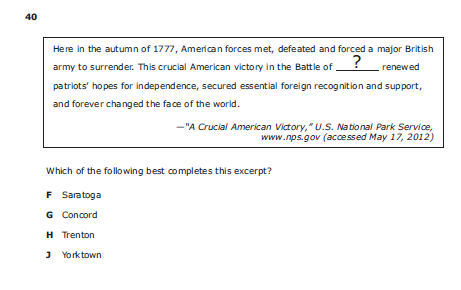 40
Here in the autumn of 1777, American forces met, defeated and forced a major British
army to surrender. This crucial American victory in the Battle of ___?___ renewed
patriots’ hopes for independence, secured essential foreign recognition and support,
and forever changed the face of the world.
—“A Crucial American Victory,” U.S. National Park Service,
www.nps.gov (accessed May 17, 2012)
Which of the following best completes this excerpt?
F Saratoga
G Concord
H Trenton
J Yorktown